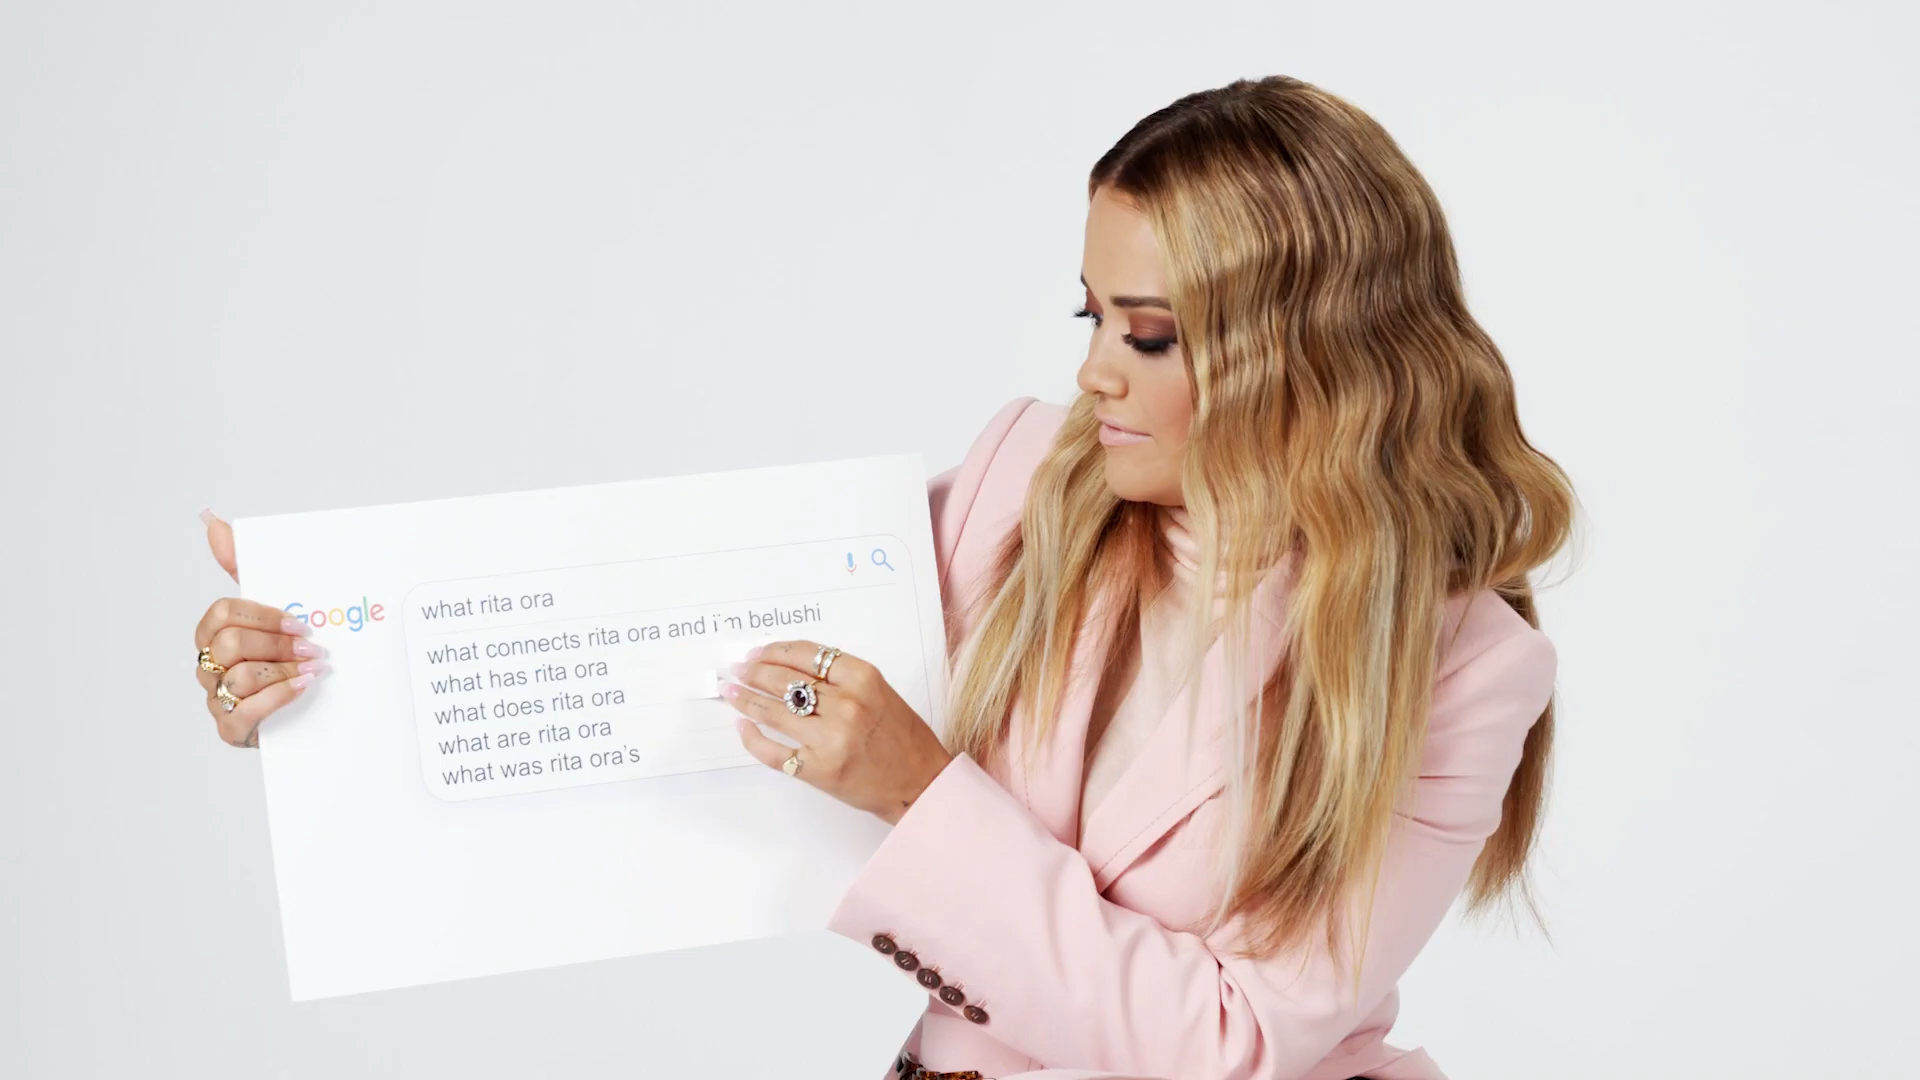 Google
what rita ora
what connects rita ora and jim belushi
what has rita ora
what does rita ora
what are rita ora
what was rita ora's